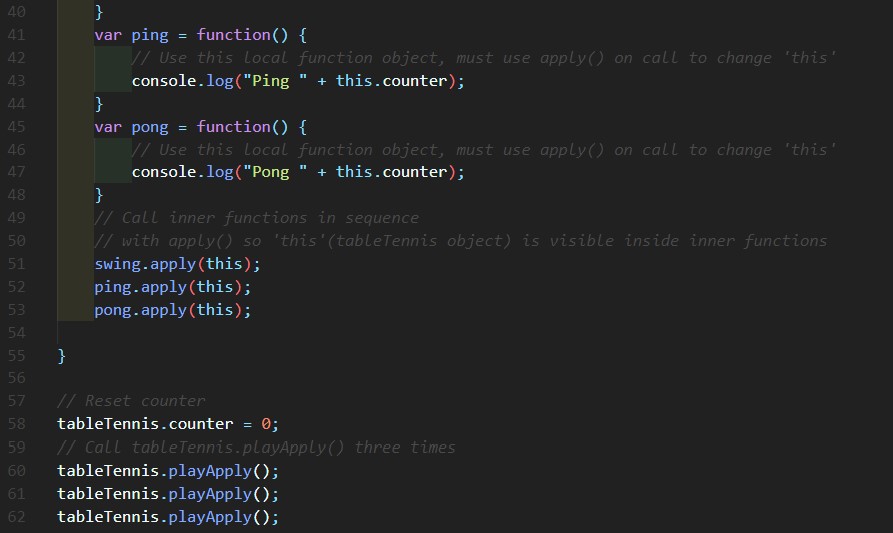 40 }
41 var ping = function() {
42 // Use this local function object, must use apply() on call to change 'this'
43 console.log("Ping " + this.counter);
44 }
45 var pong = function() {
46 // Use this local function object, must use apply() on call to change 'this'
47 console.log("Pong " + this.counter);
48 }
49 // Call inner functions in sequence
50 // with apply() so 'this'(tableTennis object) is visible inside inner functions
51 swing.apply(this);
52 ping.apply(this);
53 pong.apply(this);
54
55 }
56
57 // Reset counter
58 tableTennis.counter = 0;
59 // Call tableTennis.playApply() three times
60 tableTennis.playApply();
61 tableTennis.playApply();
62 tableTennis.playApply();